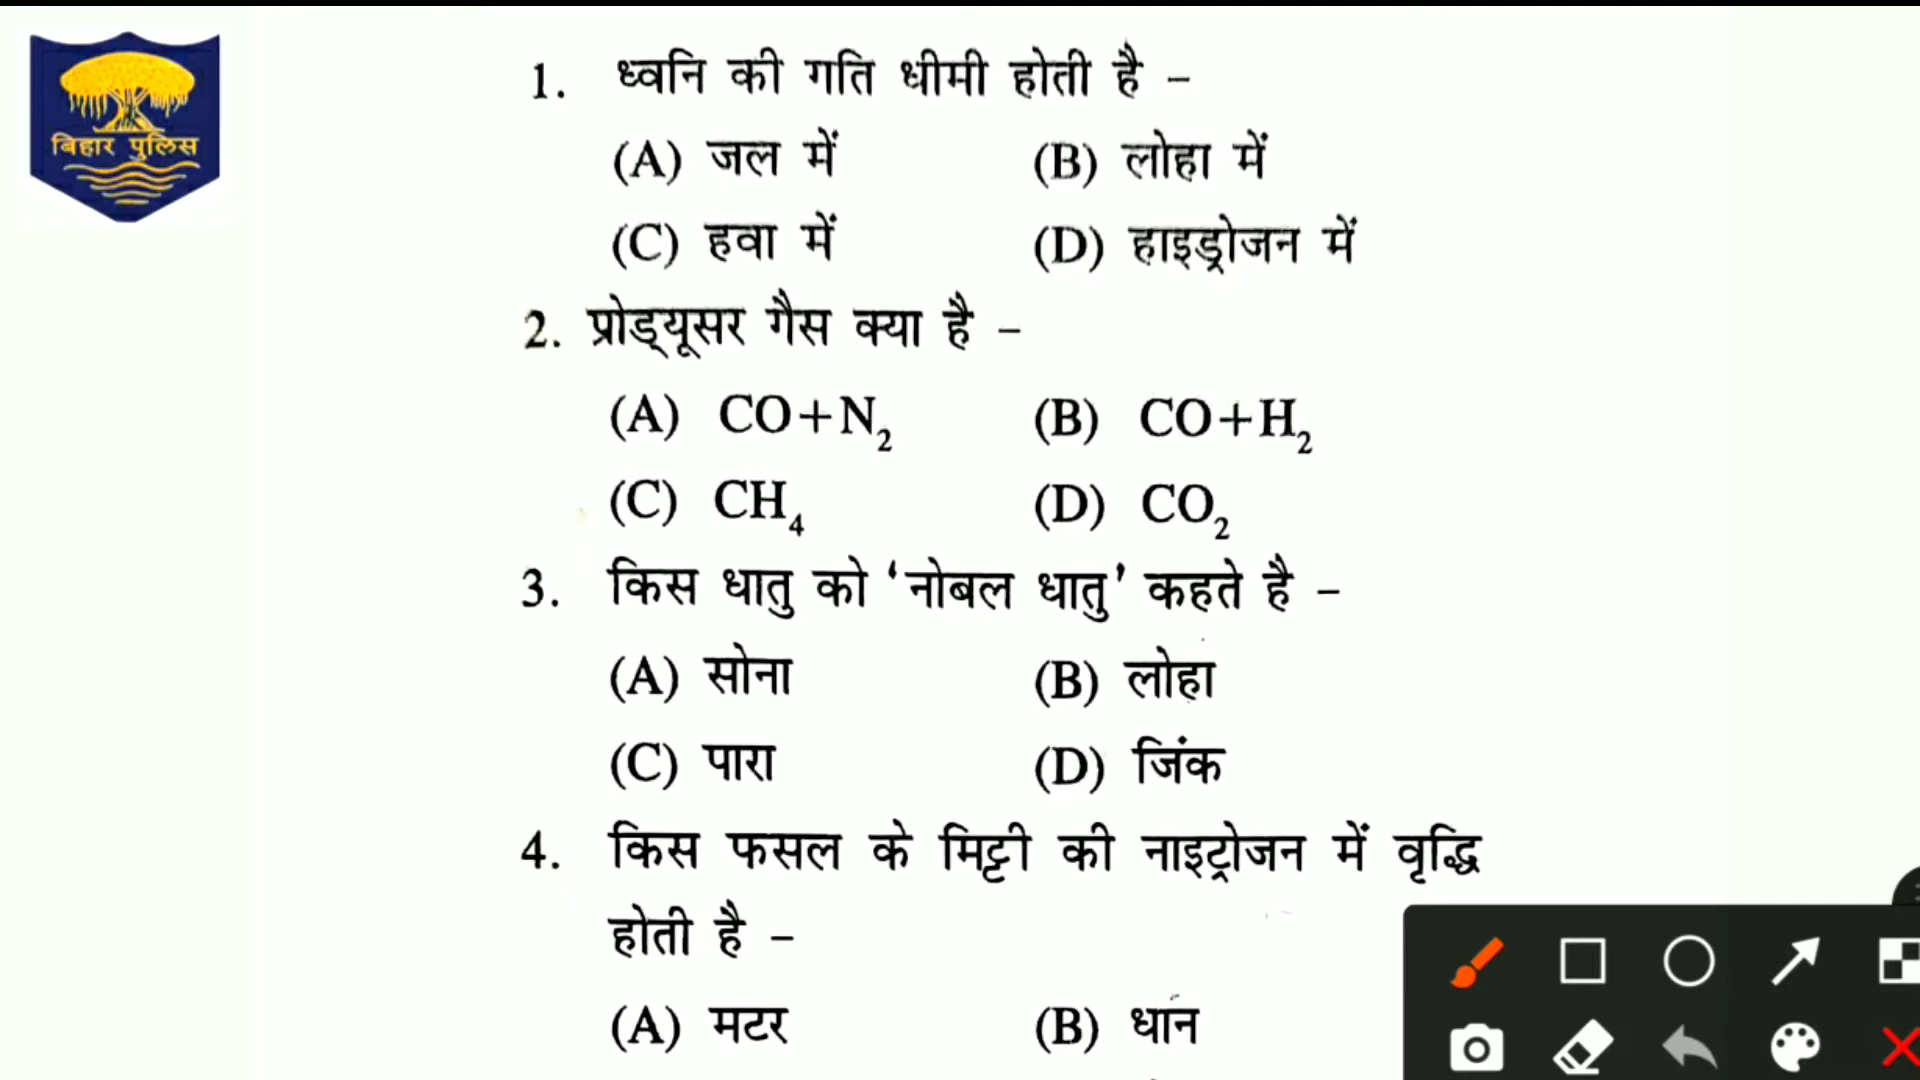 बिहार पुलिस
1. ध्वनि की गति धीमी होती है –
(A) जल में (B) लोहा में
(C) हवा में (D) हाइड्रोजन में
2. प्रोड्यूसर गैस क्या है –
(A) CO+N₂ (B) CO+H₂
(C) CH₄ (D) CO₂
3. किस धातु को ‘नोबल धातु’ कहते है –
(A) सोना (B) लोहा
(C) पारा (D) जिंक
4. किस फसल के मिट्टी की नाइट्रोजन में वृद्धि
होती है –
(A) मटर (B) धान